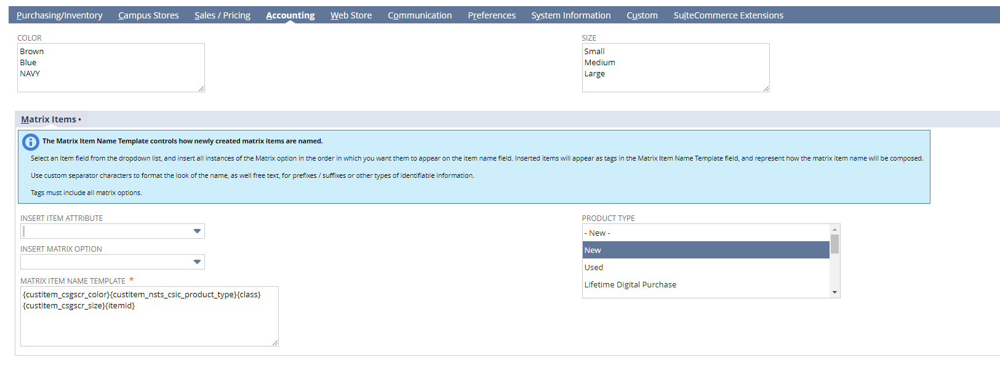 Purchasing/Inventory Campus Stores Sales / Pricing Accounting Web Store Communication Preferences System Information Custom SuiteCommerce Extensions
COLOR
Brown
Blue
NAVY
SIZE
Small
Medium
Large
Matrix Items •
The Matrix Item Name Template controls how newly created matrix items are named.
Select an Item field from the dropdown list, and insert all instances of the Matrix option in the order in which you want them to appear on the item name field. Inserted items will appear as tags in the Matrix Item Name Template field, and represent how the matrix item name will be composed.
Use custom separator characters to format the look of the name, as well free text, for prefixes / suffixes or other types of identifiable information.
Tags must include all matrix options.
INSERT ITEM ATTRIBUTE
INSERT MATRIX OPTION
MATRIX ITEM NAME TEMPLATE *
{custitem_csgscr_color}{custitem_nsts_csic_product_type}{class}
{custitem_csgscr_size}{itemid}
PRODUCT TYPE
- New -
New
Used
Lifetime Digital Purchase